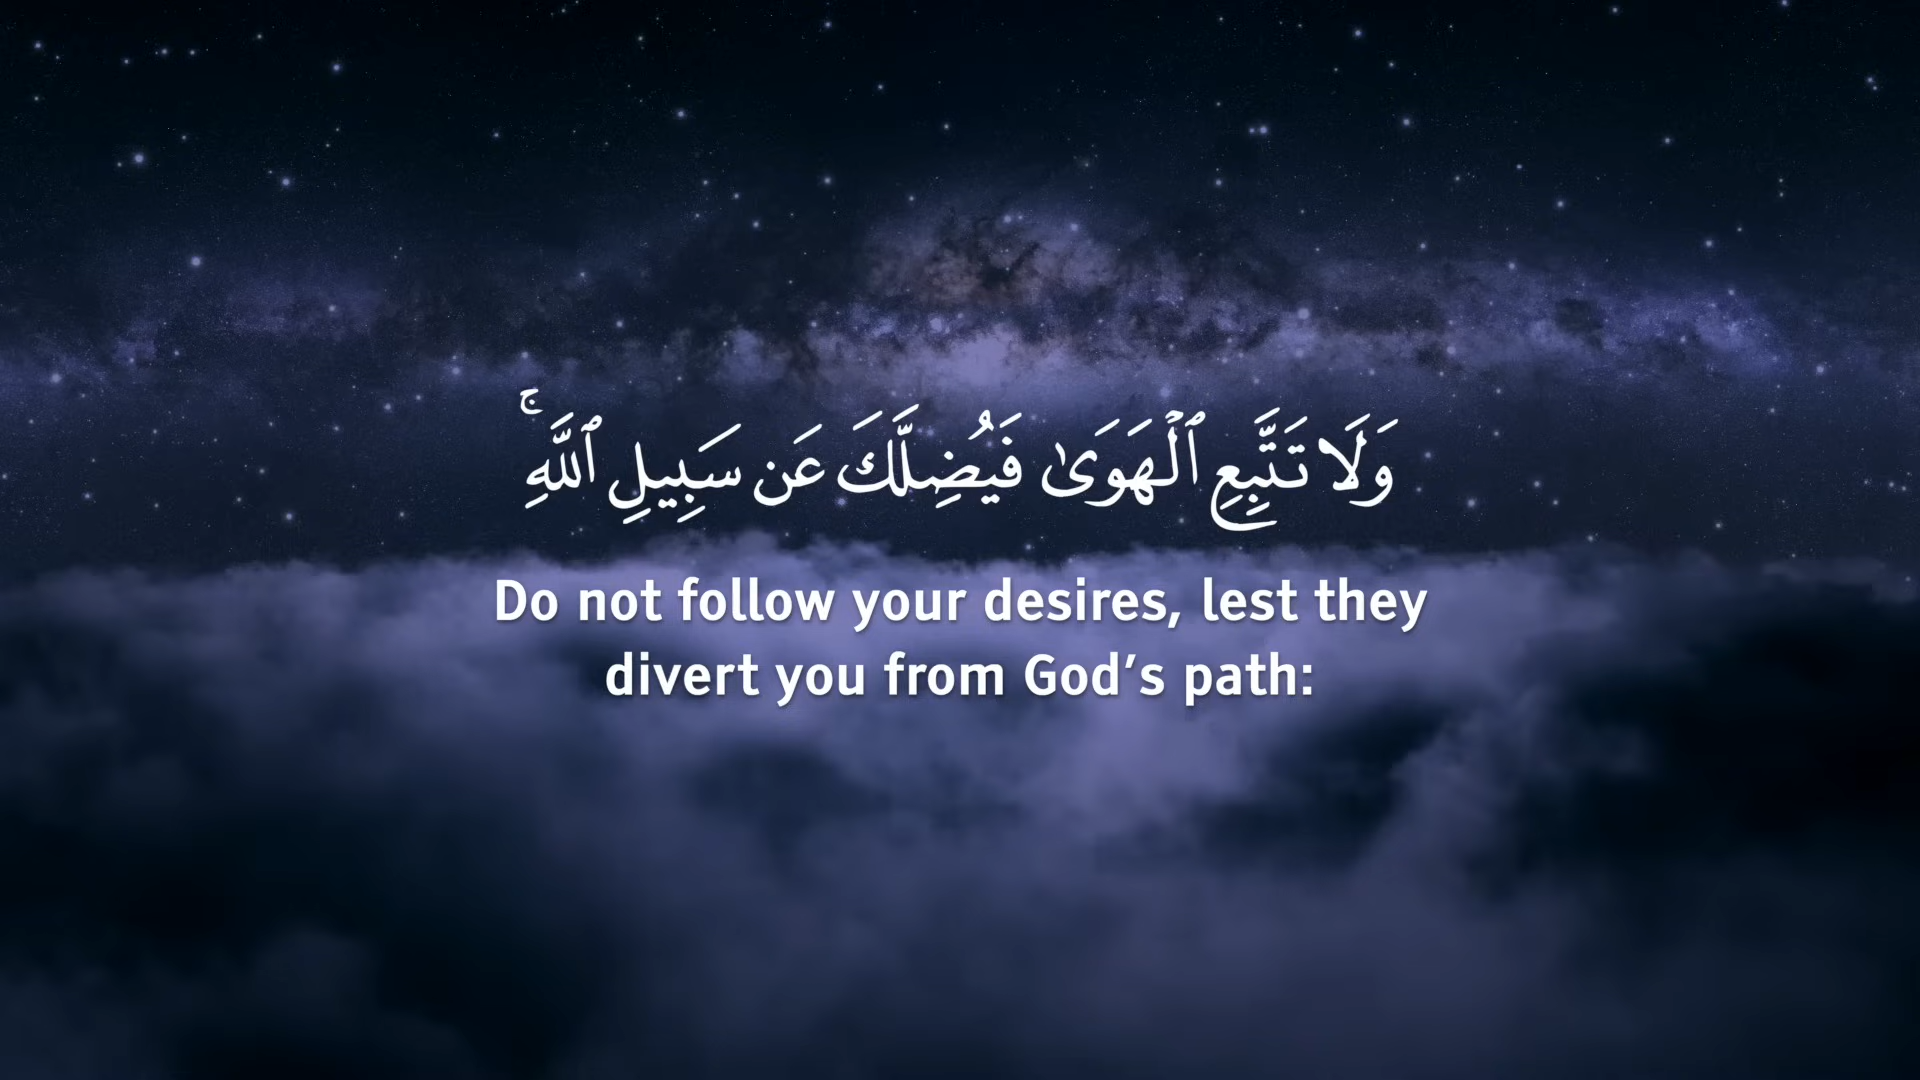 وَلَا تَتَّبِعِ ٱلْهَوَىٰ فَيُضِلَّكَ عَن سَبِيلِ ٱللَّهِ ۚ
Do not follow your desires, lest they
divert you from God’s path: